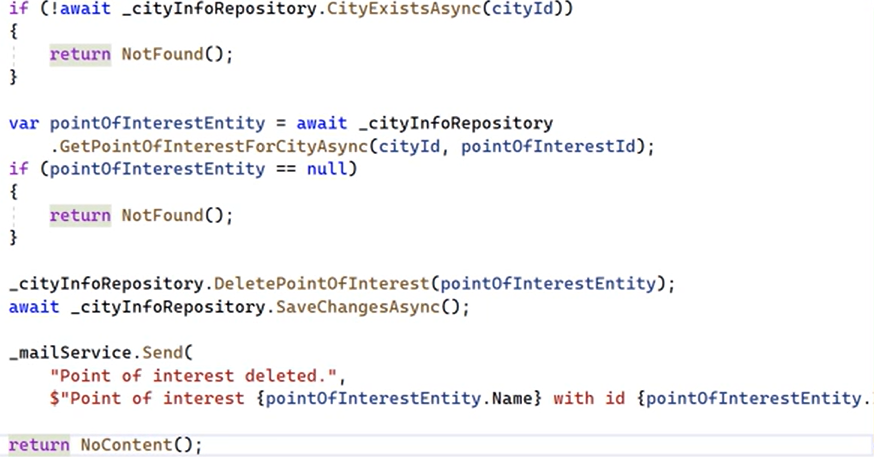 if (!await _cityInfoRepository.CityExistsAsync(cityId))
{
    return NotFound();
}

var pointOfInterestEntity = await _cityInfoRepository
    .GetPointOfInterestForCityAsync(cityId, pointOfInterestId);
if (pointOfInterestEntity == null)
{
    return NotFound();
}

_cityInfoRepository.DeletePointOfInterest(pointOfInterestEntity);
await _cityInfoRepository.SaveChangesAsync();

_mailService.Send(
    "Point of interest deleted.",
    $"Point of interest {pointOfInterestEntity.Name} with id {pointOfInterestEntity.

return NoContent();